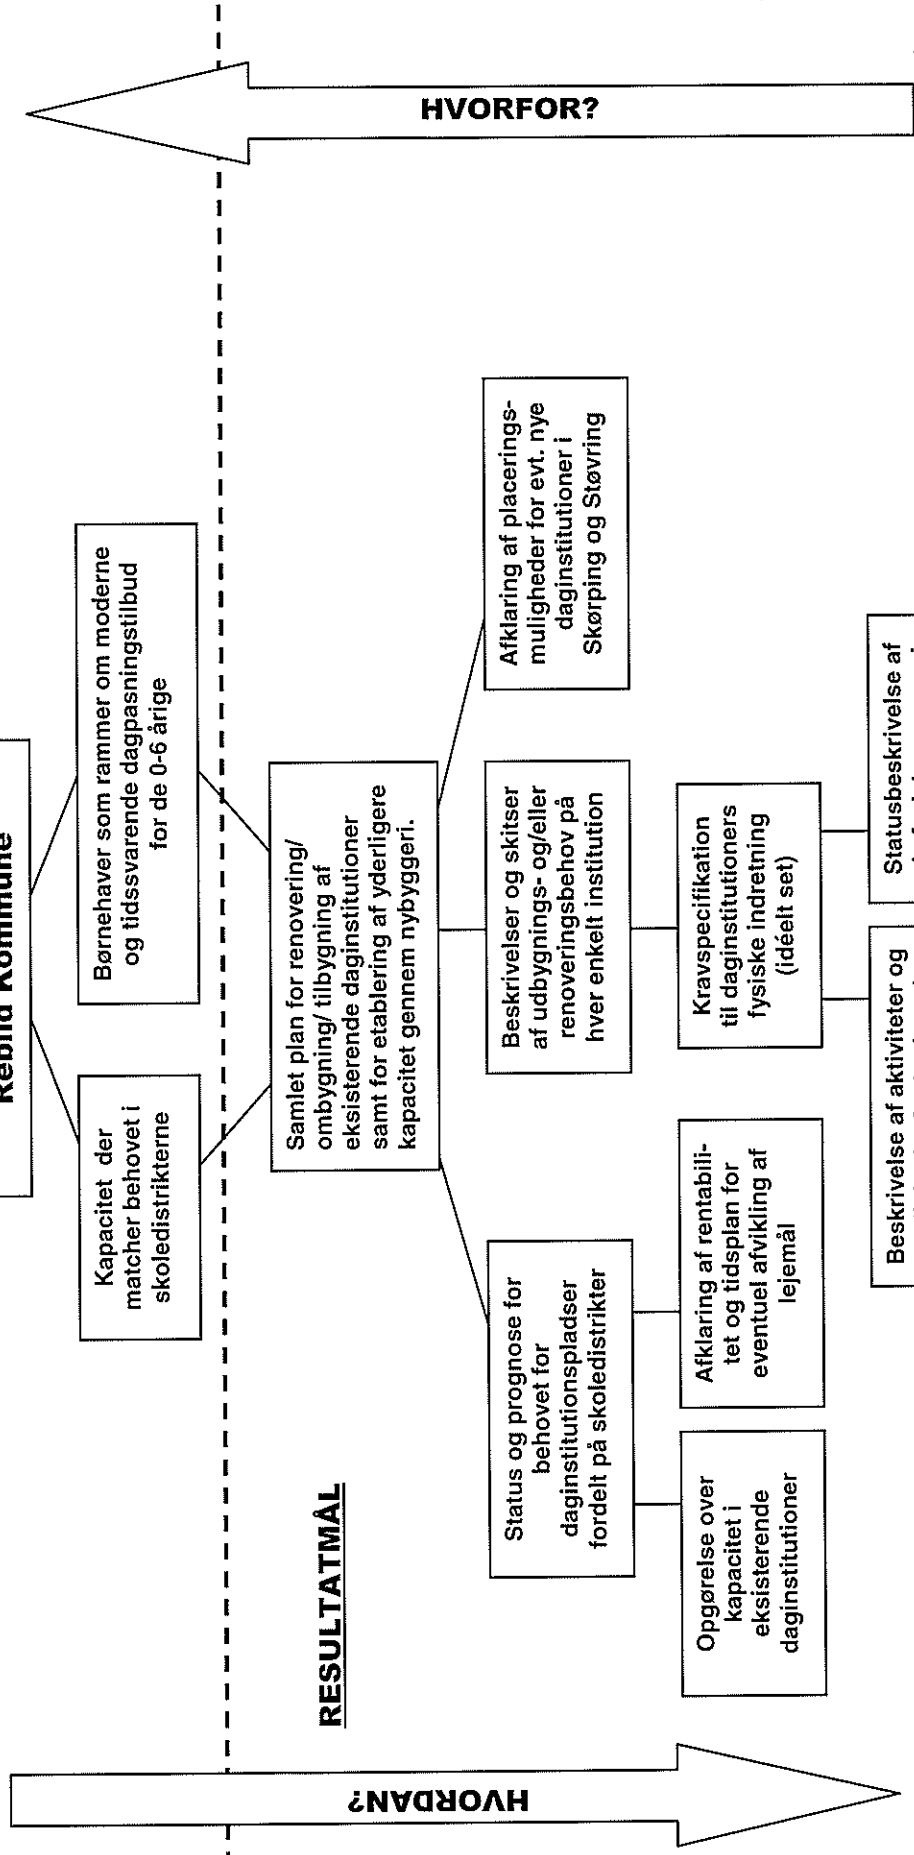 Rebild Kommune
Kapacitet der
matcher behovet i
skoledistrikterne
Børnehaver som rammer om moderne
og tidssvarende dagpasningstilbud
for de 0-6 årige
HVORDAN?
HVORFOR?
RESULTATMÅL
Samlet plan for renovering/
ombygning/ tilbygning af
eksisterende daginstitutioner
samt for etablering af yderligere
kapacitet gennem nybyggeri.
Status og prognose for
behovet for
daginstitutionspladser
fordelt på skoledistrikter
Beskrivelser og skitser
af udbygnings- og/eller
renoveringsbehov på
hver enkelt institution
Afklaring af placerings-
muligheder for evt. nye
daginstitutioner i
Skørping og Støvring
Opgørelse over
kapacitet i
eksisterende
daginstitutioner
Afklaring af rentabili-
tet og tidsplan for
eventuel afvikling af
lejemål
Kravspecifikation
til daginstitutioners
fysiske indretning
(idéelt set)
Beskrivelse af aktiviteter og
Statusbeskrivelse af